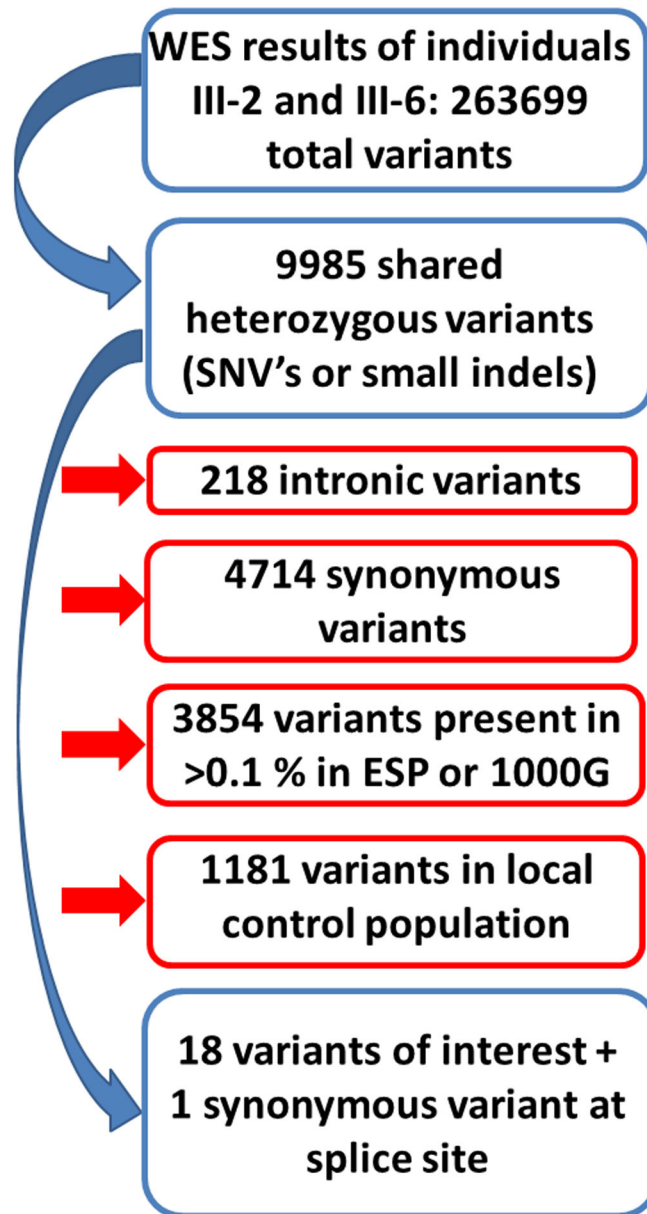 WES results of individuals
III-2 and III-6: 263699
total variants
9985 shared
heterozygous variants
(SNV's or small indels)
218 intronic variants
4714 synonymous
variants
3854 variants present in
>0.1 % in ESP or 1000G
1181 variants in local
control population
18 variants of interest +
1 synonymous variant at
splice site